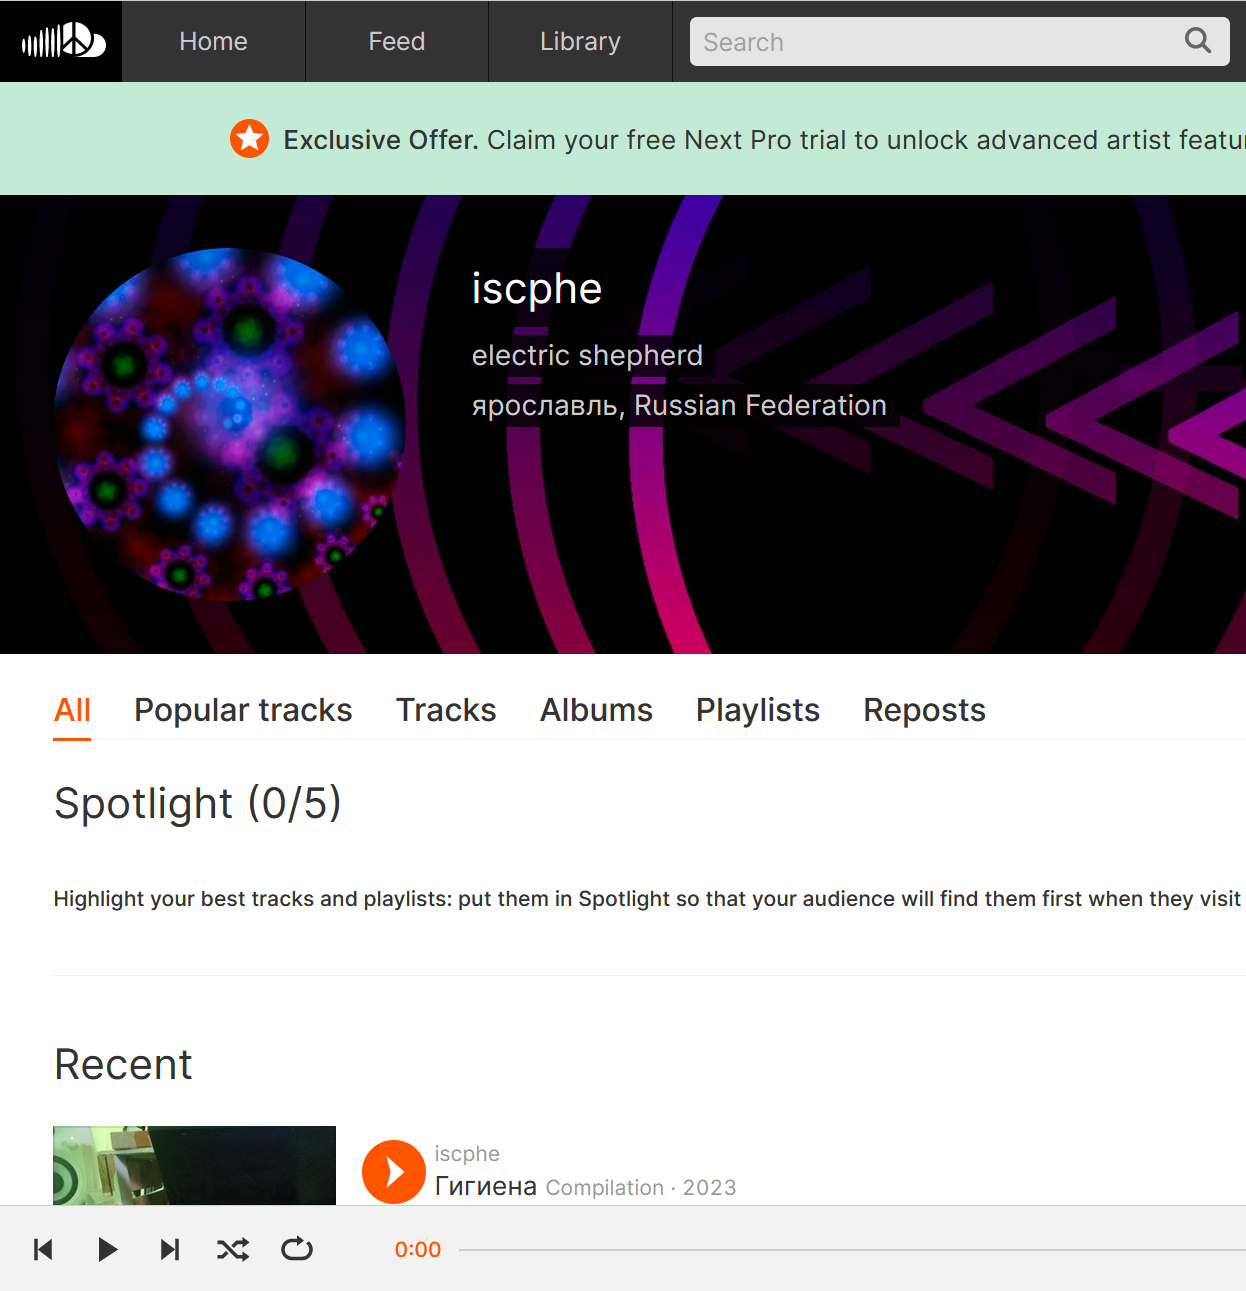 Home
Feed
Library
Search
Exclusive Offer. Claim your free Next Pro trial to unlock advanced artist featu
iscphe
electric shepherd
ярославль, Russian Federation
All
Popular tracks
Tracks
Albums
Playlists
Reposts
Spotlight (0/5)
Highlight your best tracks and playlists: put them in Spotlight so that your audience will find them first when they visit
Recent
iscphe
Гигиена Compilation · 2023
0:00